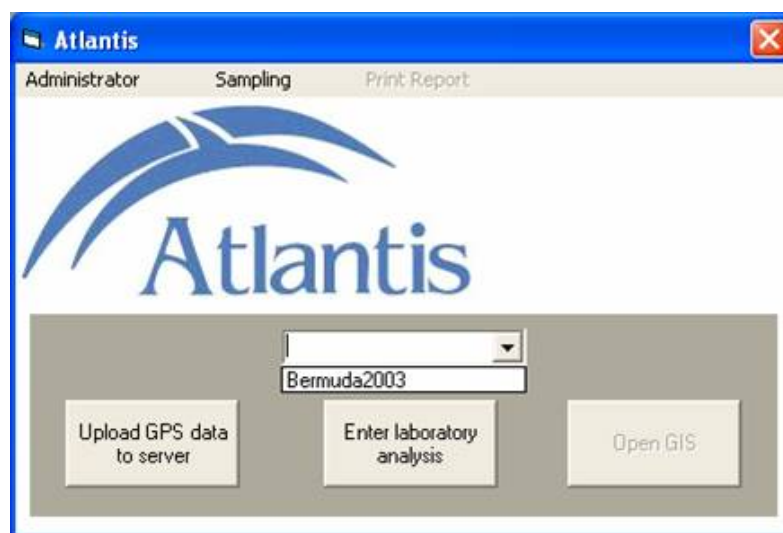 Atlantis
Administrator Sampling Print Report
Atlantis
Bermuda2003
Upload GPS data
to server
Enter laboratory
analysis
Open GIS